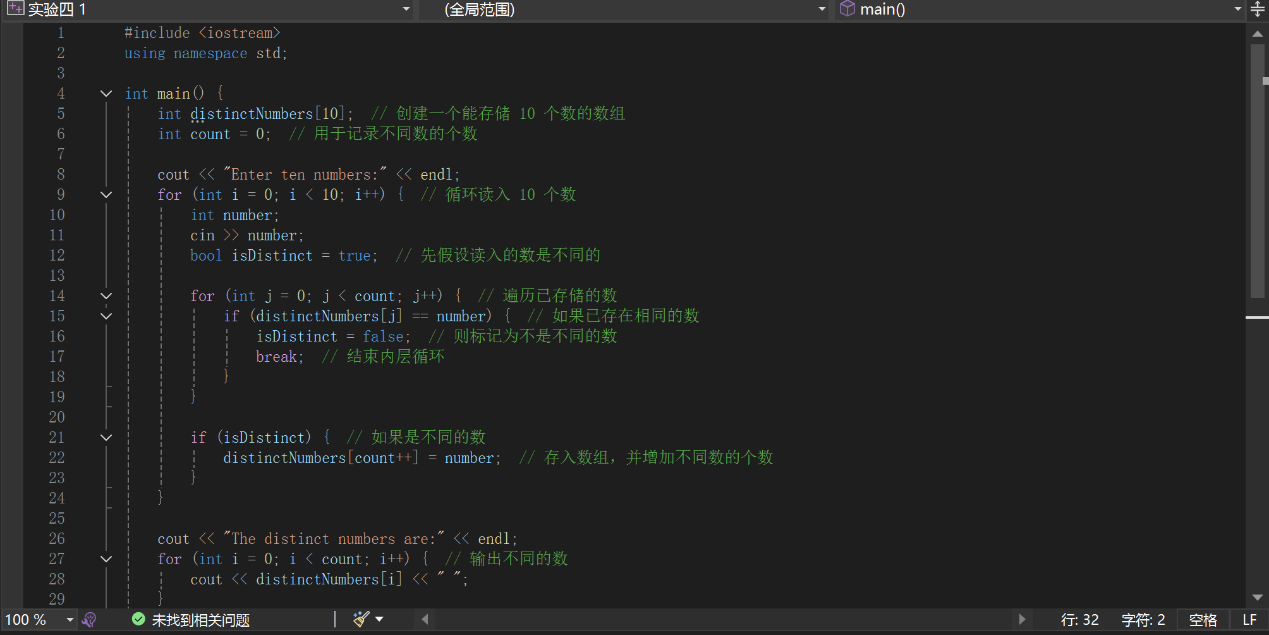 实验四 1 (全局范围) main()
1 #include <iostream>
2 using namespace std;
3
4 int main() {
5 int distinctNumbers[10]; // 创建一个能存储 10 个数的数组
6 int count = 0; // 用于记录不同数的个数
7
8 cout << "Enter ten numbers:" << endl;
9 for (int i = 0; i < 10; i++) { // 循环读入 10 个数
10 int number;
11 cin >> number;
12 bool isDistinct = true; // 先假设读入的数是不同的
13
14 for (int j = 0; j < count; j++) { // 遍历已存储的数
15 if (distinctNumbers[j] == number) { // 如果已存在相同的数
16 isDistinct = false; // 则标记为不是不同的数
17 break; // 结束内层循环
18 }
19 }
20
21 if (isDistinct) { // 如果是不同的数
22 distinctNumbers[count++] = number; // 存入数组，并增加不同数的个数
23 }
24 }
25
26 cout << "The distinct numbers are:" << endl;
27 for (int i = 0; i < count; i++) { // 输出不同的数
28 cout << distinctNumbers[i] << " ";
29 }
100 % 未找到相关问题 行: 32 字符: 2 空格 LF